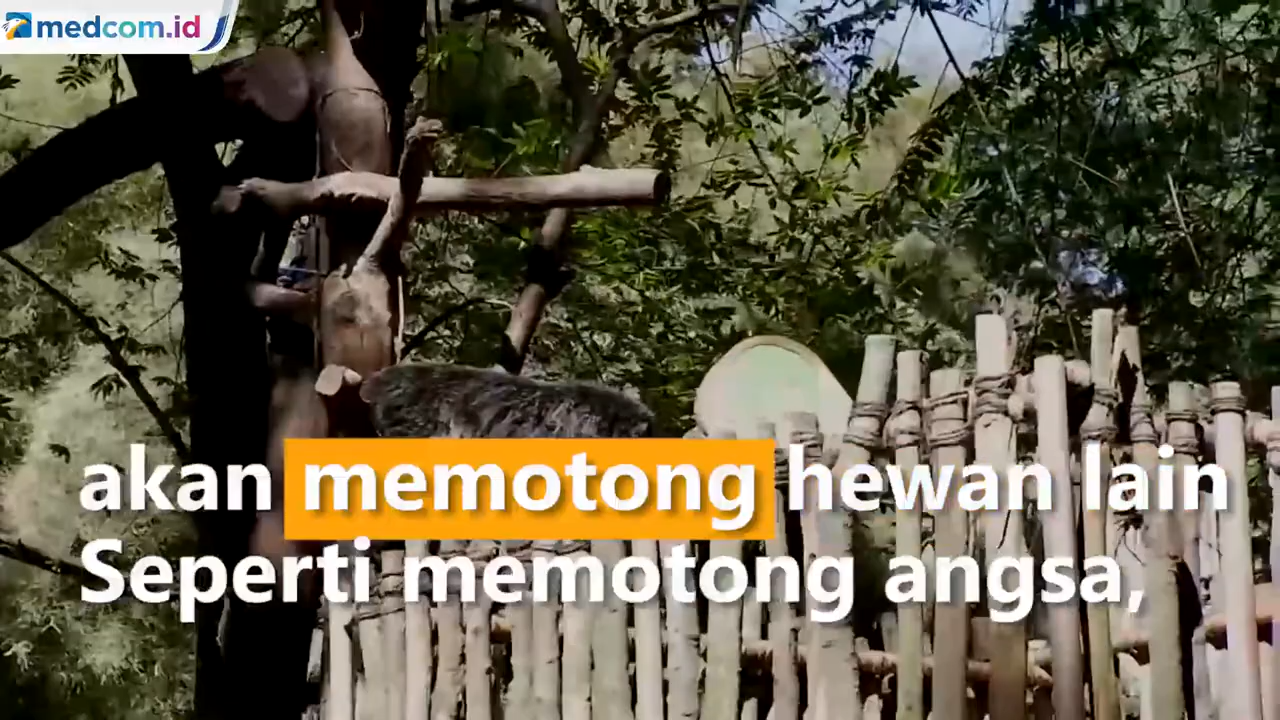 medcom.id
akan memotong hewan lain
Seperti memotong angsa,